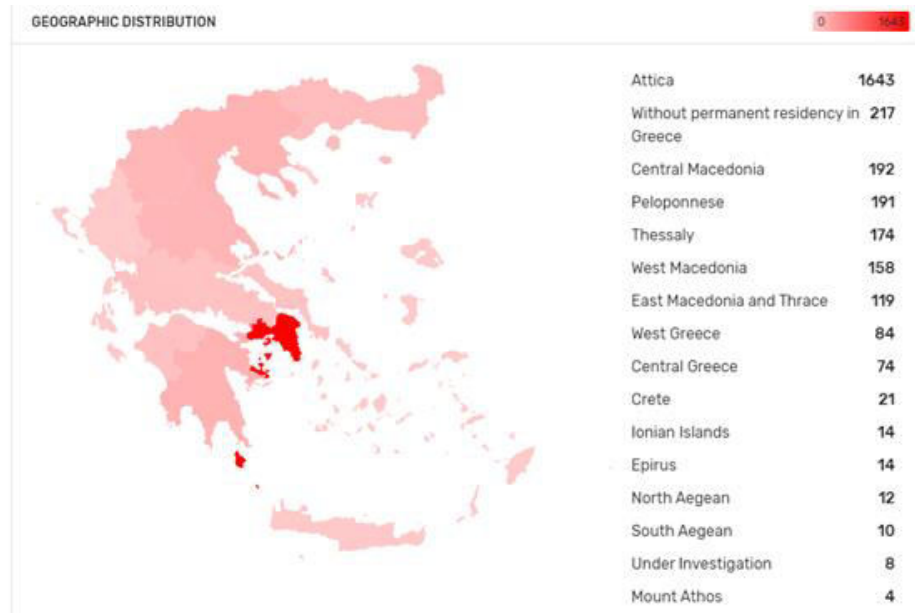 GEOGRAPHIC DISTRIBUTION
0 1643
Attica 1643
Without permanent residency in 217
Greece
Central Macedonia 192
Peloponnese 191
Thessaly 174
West Macedonia 158
East Macedonia and Thrace 119
West Greece 84
Central Greece 74
Crete 21
Ionian Islands 14
Epirus 14
North Aegean 12
South Aegean 10
Under Investigation 8
Mount Athos 4